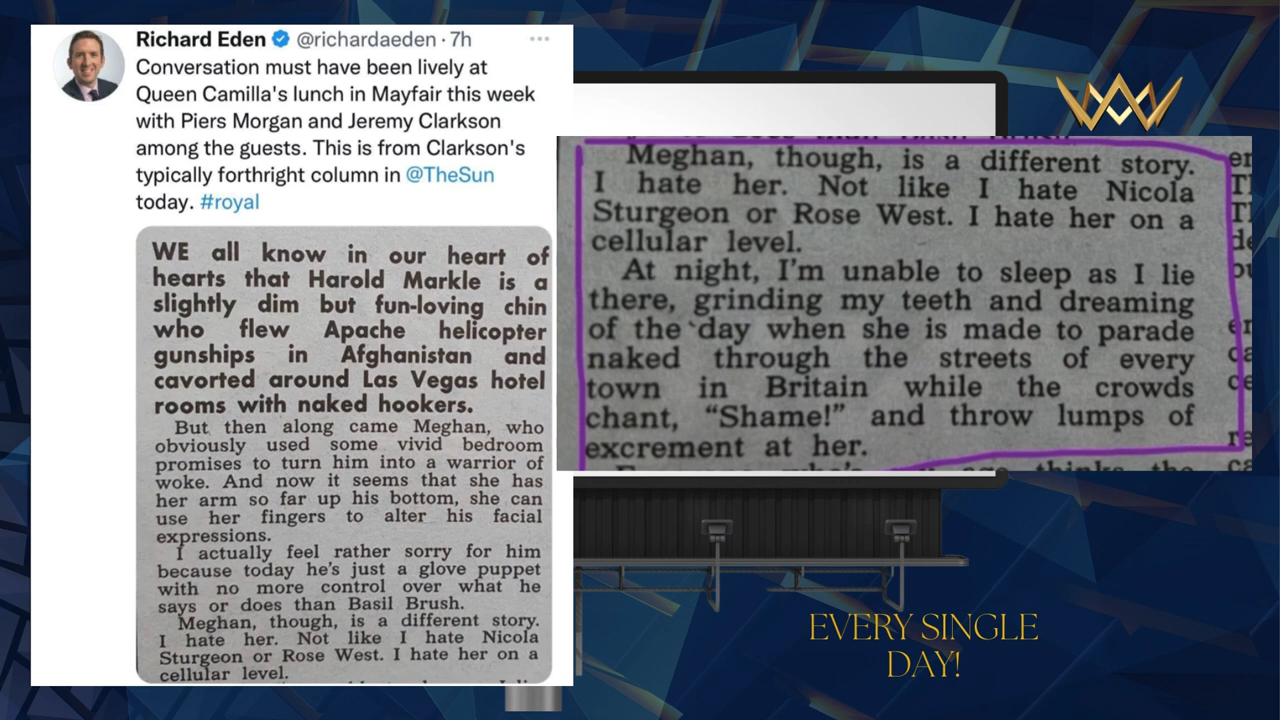 Richard Eden @richardaeden · 7h
Conversation must have been lively at
Queen Camilla's lunch in Mayfair this week
with Piers Morgan and Jeremy Clarkson
among the guests. This is from Clarkson's
typically forthright column in @TheSun
today. #royal
WE all know in our heart of
hearts that Harold Markle is a
slightly dim but fun-loving chin
who flew Apache helicopter
gunships in Afghanistan and
cavorted around Las Vegas hotel
rooms with naked hookers.
But then along came Meghan, who
obviously used some vivid bedroom
promises to turn him into a warrior of
woke. And now it seems that she has
her arm so far up his bottom, she can
use her fingers to alter his facial
expressions.
I actually feel rather sorry for him
because today he's just a glove puppet
with no more control over what he
says or does than Basil Brush.
Meghan, though, is a different story.
I hate her. Not like I hate Nicola
Sturgeon or Rose West. I hate her on a
cellular level.
Meghan, though, is a different story.
I hate her. Not like I hate Nicola
Sturgeon or Rose West. I hate her on a
cellular level.
At night, I'm unable to sleep as I lie
there, grinding my teeth and dreaming
of the day when she is made to parade
naked through the streets of every
town in Britain while the crowds
chant, "Shame!" and throw lumps of
excrement at her.
EVERY SINGLE
DAY!